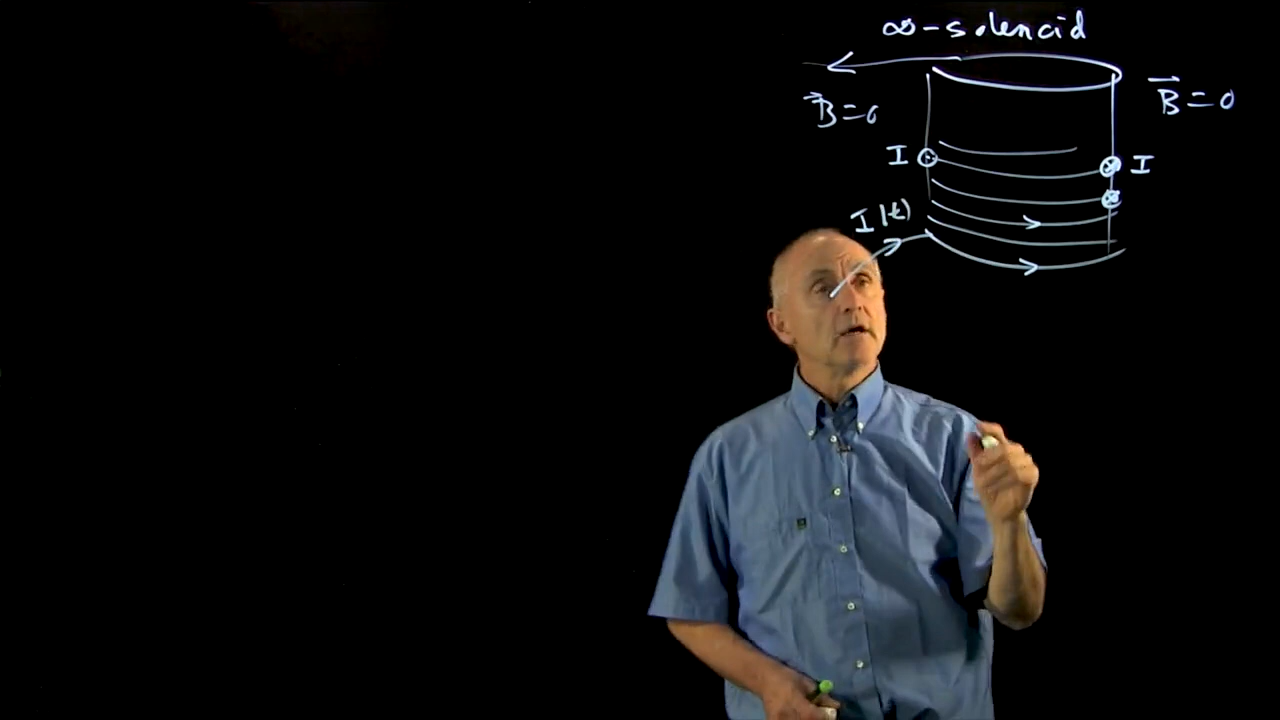 ∞-solenoid
B⃗=0 B⃗=0
I I
I(t)